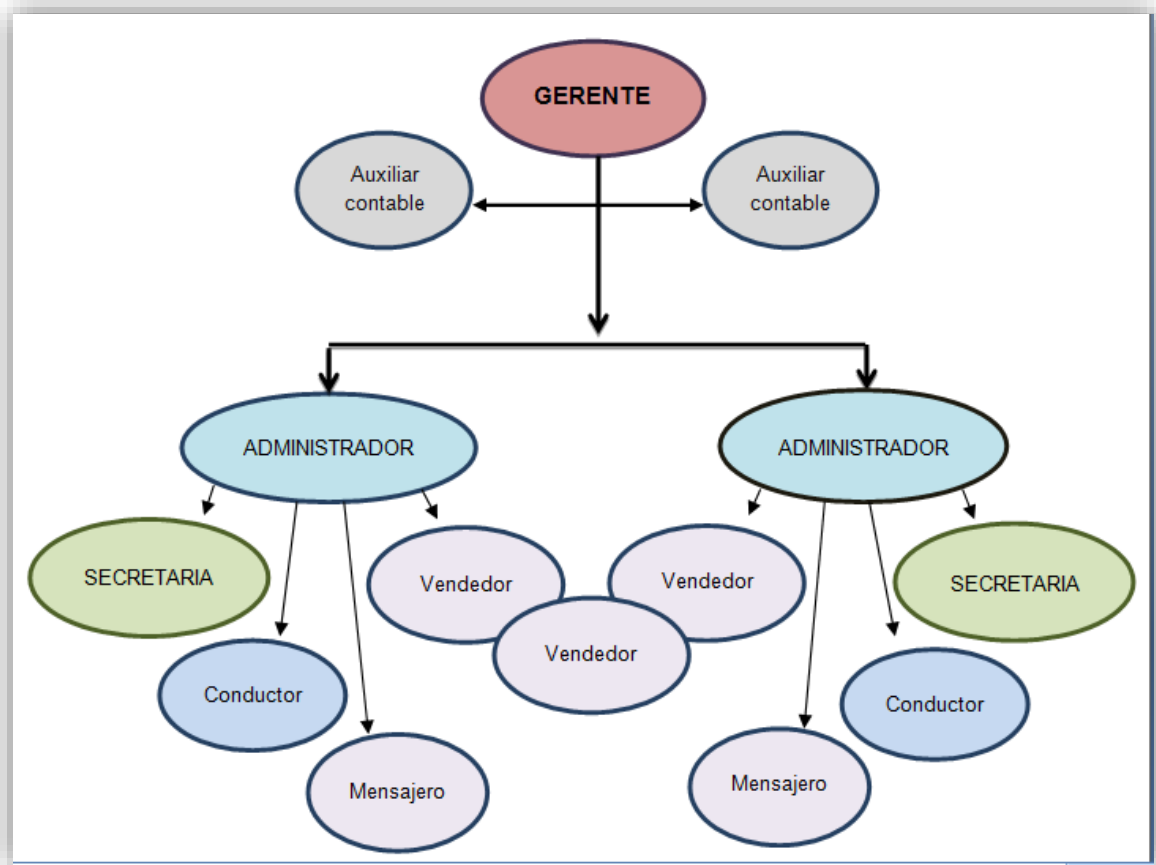 GERENTE
Auxiliar
contable
Auxiliar
contable
ADMINISTRADOR
ADMINISTRADOR
SECRETARIA
Vendedor
Vendedor
SECRETARIA
Vendedor
Conductor
Conductor
Mensajero
Mensajero